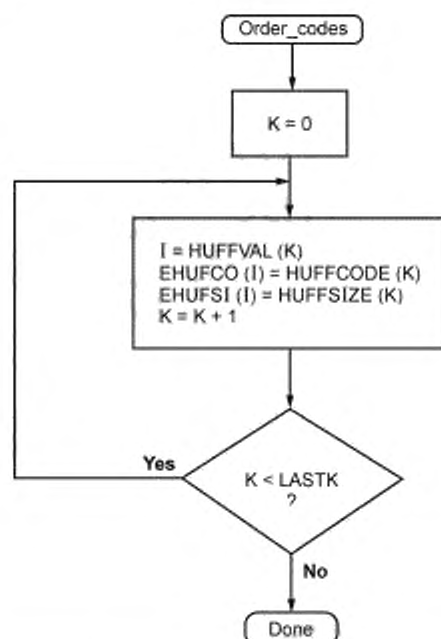 Order_codes
K = 0
I = HUFFVAL (K)
EHUFCO (I) = HUFFCODE (K)
EHUFSI (I) = HUFFSIZE (K)
K = K + 1
Yes
K < LASTK
?
No
Done